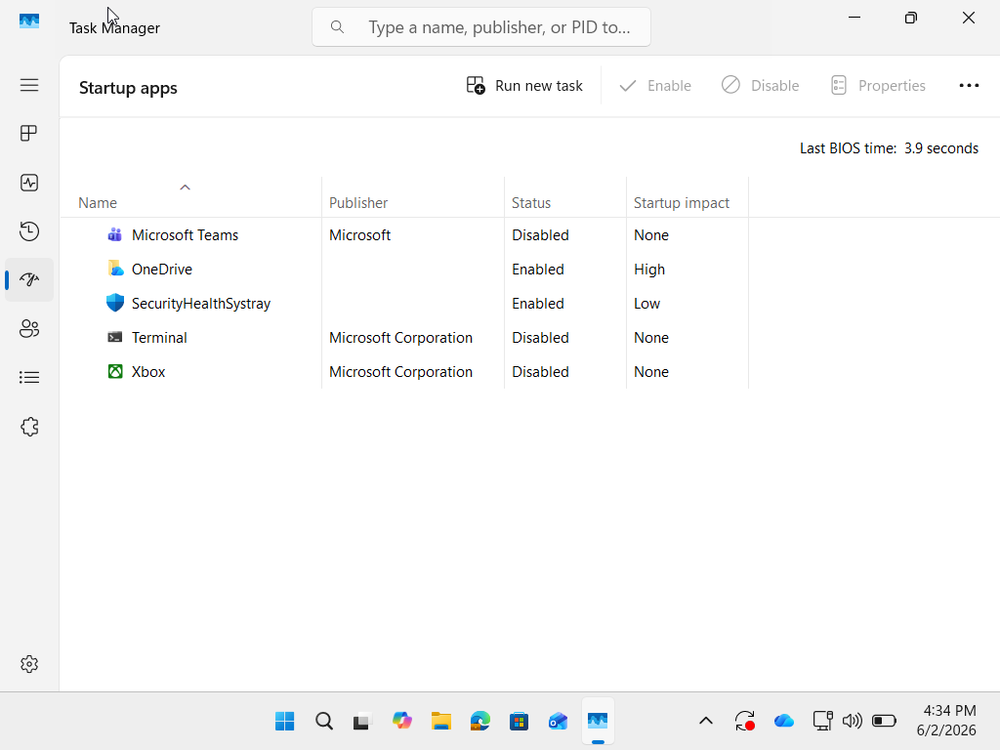 Task Manager
Type a name, publisher, or PID to...
Startup apps
Run new task
Enable
Disable
Properties
Last BIOS time: 3.9 seconds
Name Publisher Status Startup impact
Microsoft Teams Microsoft Disabled None
OneDrive Enabled High
SecurityHealthSystray Enabled Low
Terminal Microsoft Corporation Disabled None
Xbox Microsoft Corporation Disabled None
4:34 PM
6/2/2026